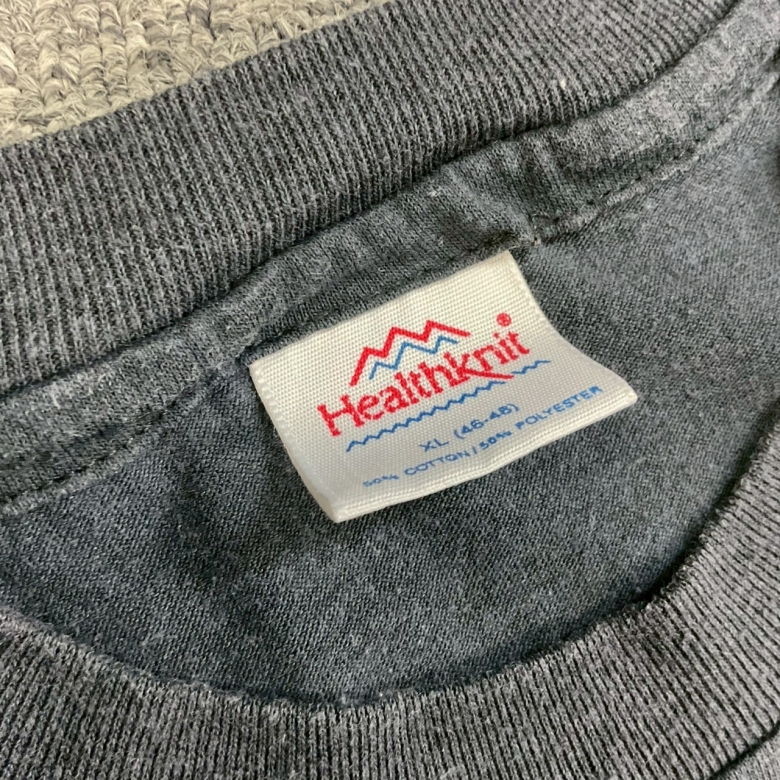 Healthknit®
XL (46-48)
50% COTTON/50% POLYESTER